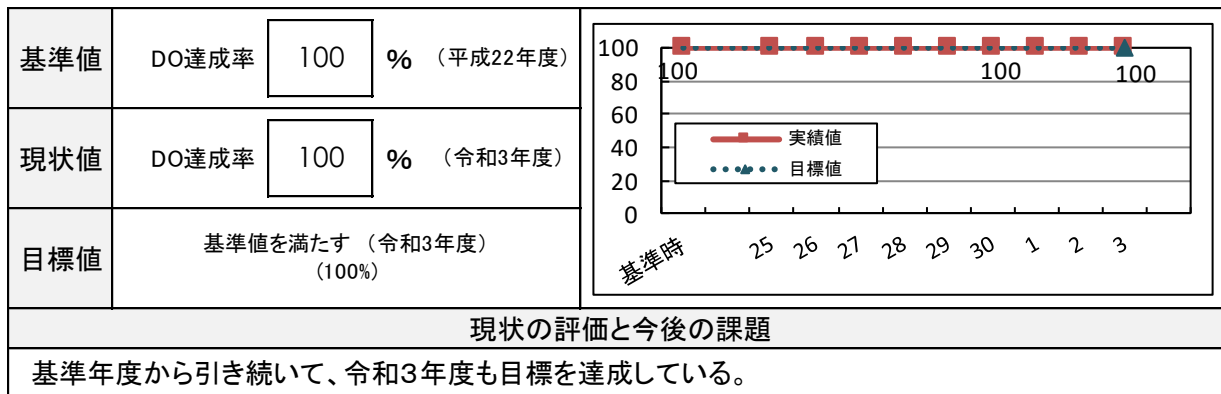 基準値 DO達成率 100 % (平成22年度)
現状値 DO達成率 100 % (令和3年度)
目標値 基準値を満たす (令和3年度)
(100%)
100
80
60
40
20
0
100 100 100
実績値
目標値
基準時 25 26 27 28 29 30 1 2 3
現状の評価と今後の課題
基準年度から引き続いて、令和3年度も目標を達成している。